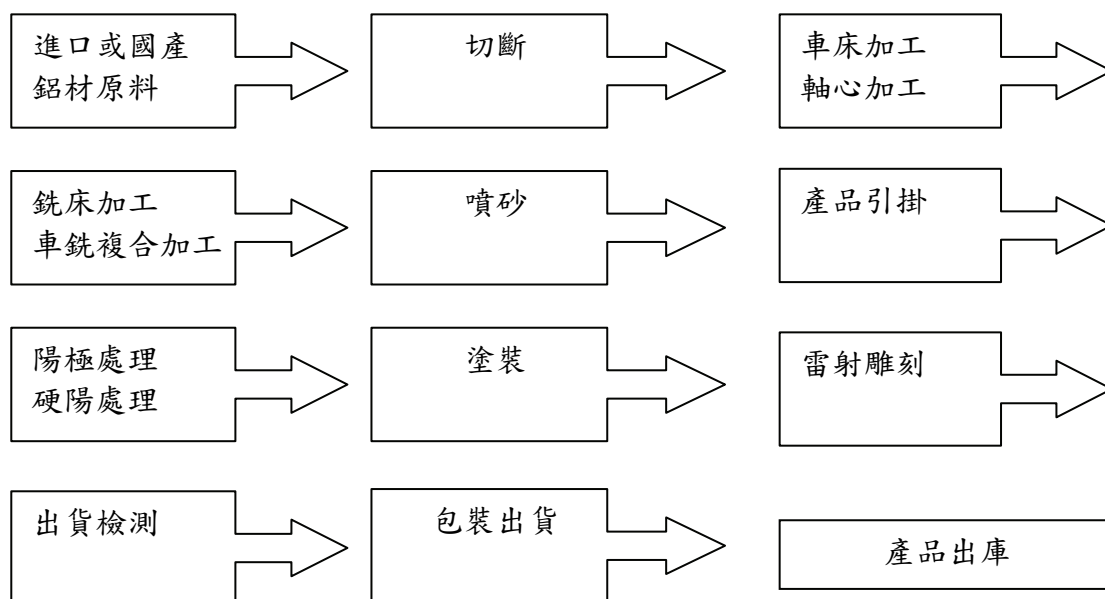 進口或國產
鋁材原料
切斷
車床加工
軸心加工
銑床加工
車銑複合加工
噴砂
產品引掛
陽極處理
硬陽處理
塗裝
雷射雕刻
出貨檢測
包裝出貨
產品出庫